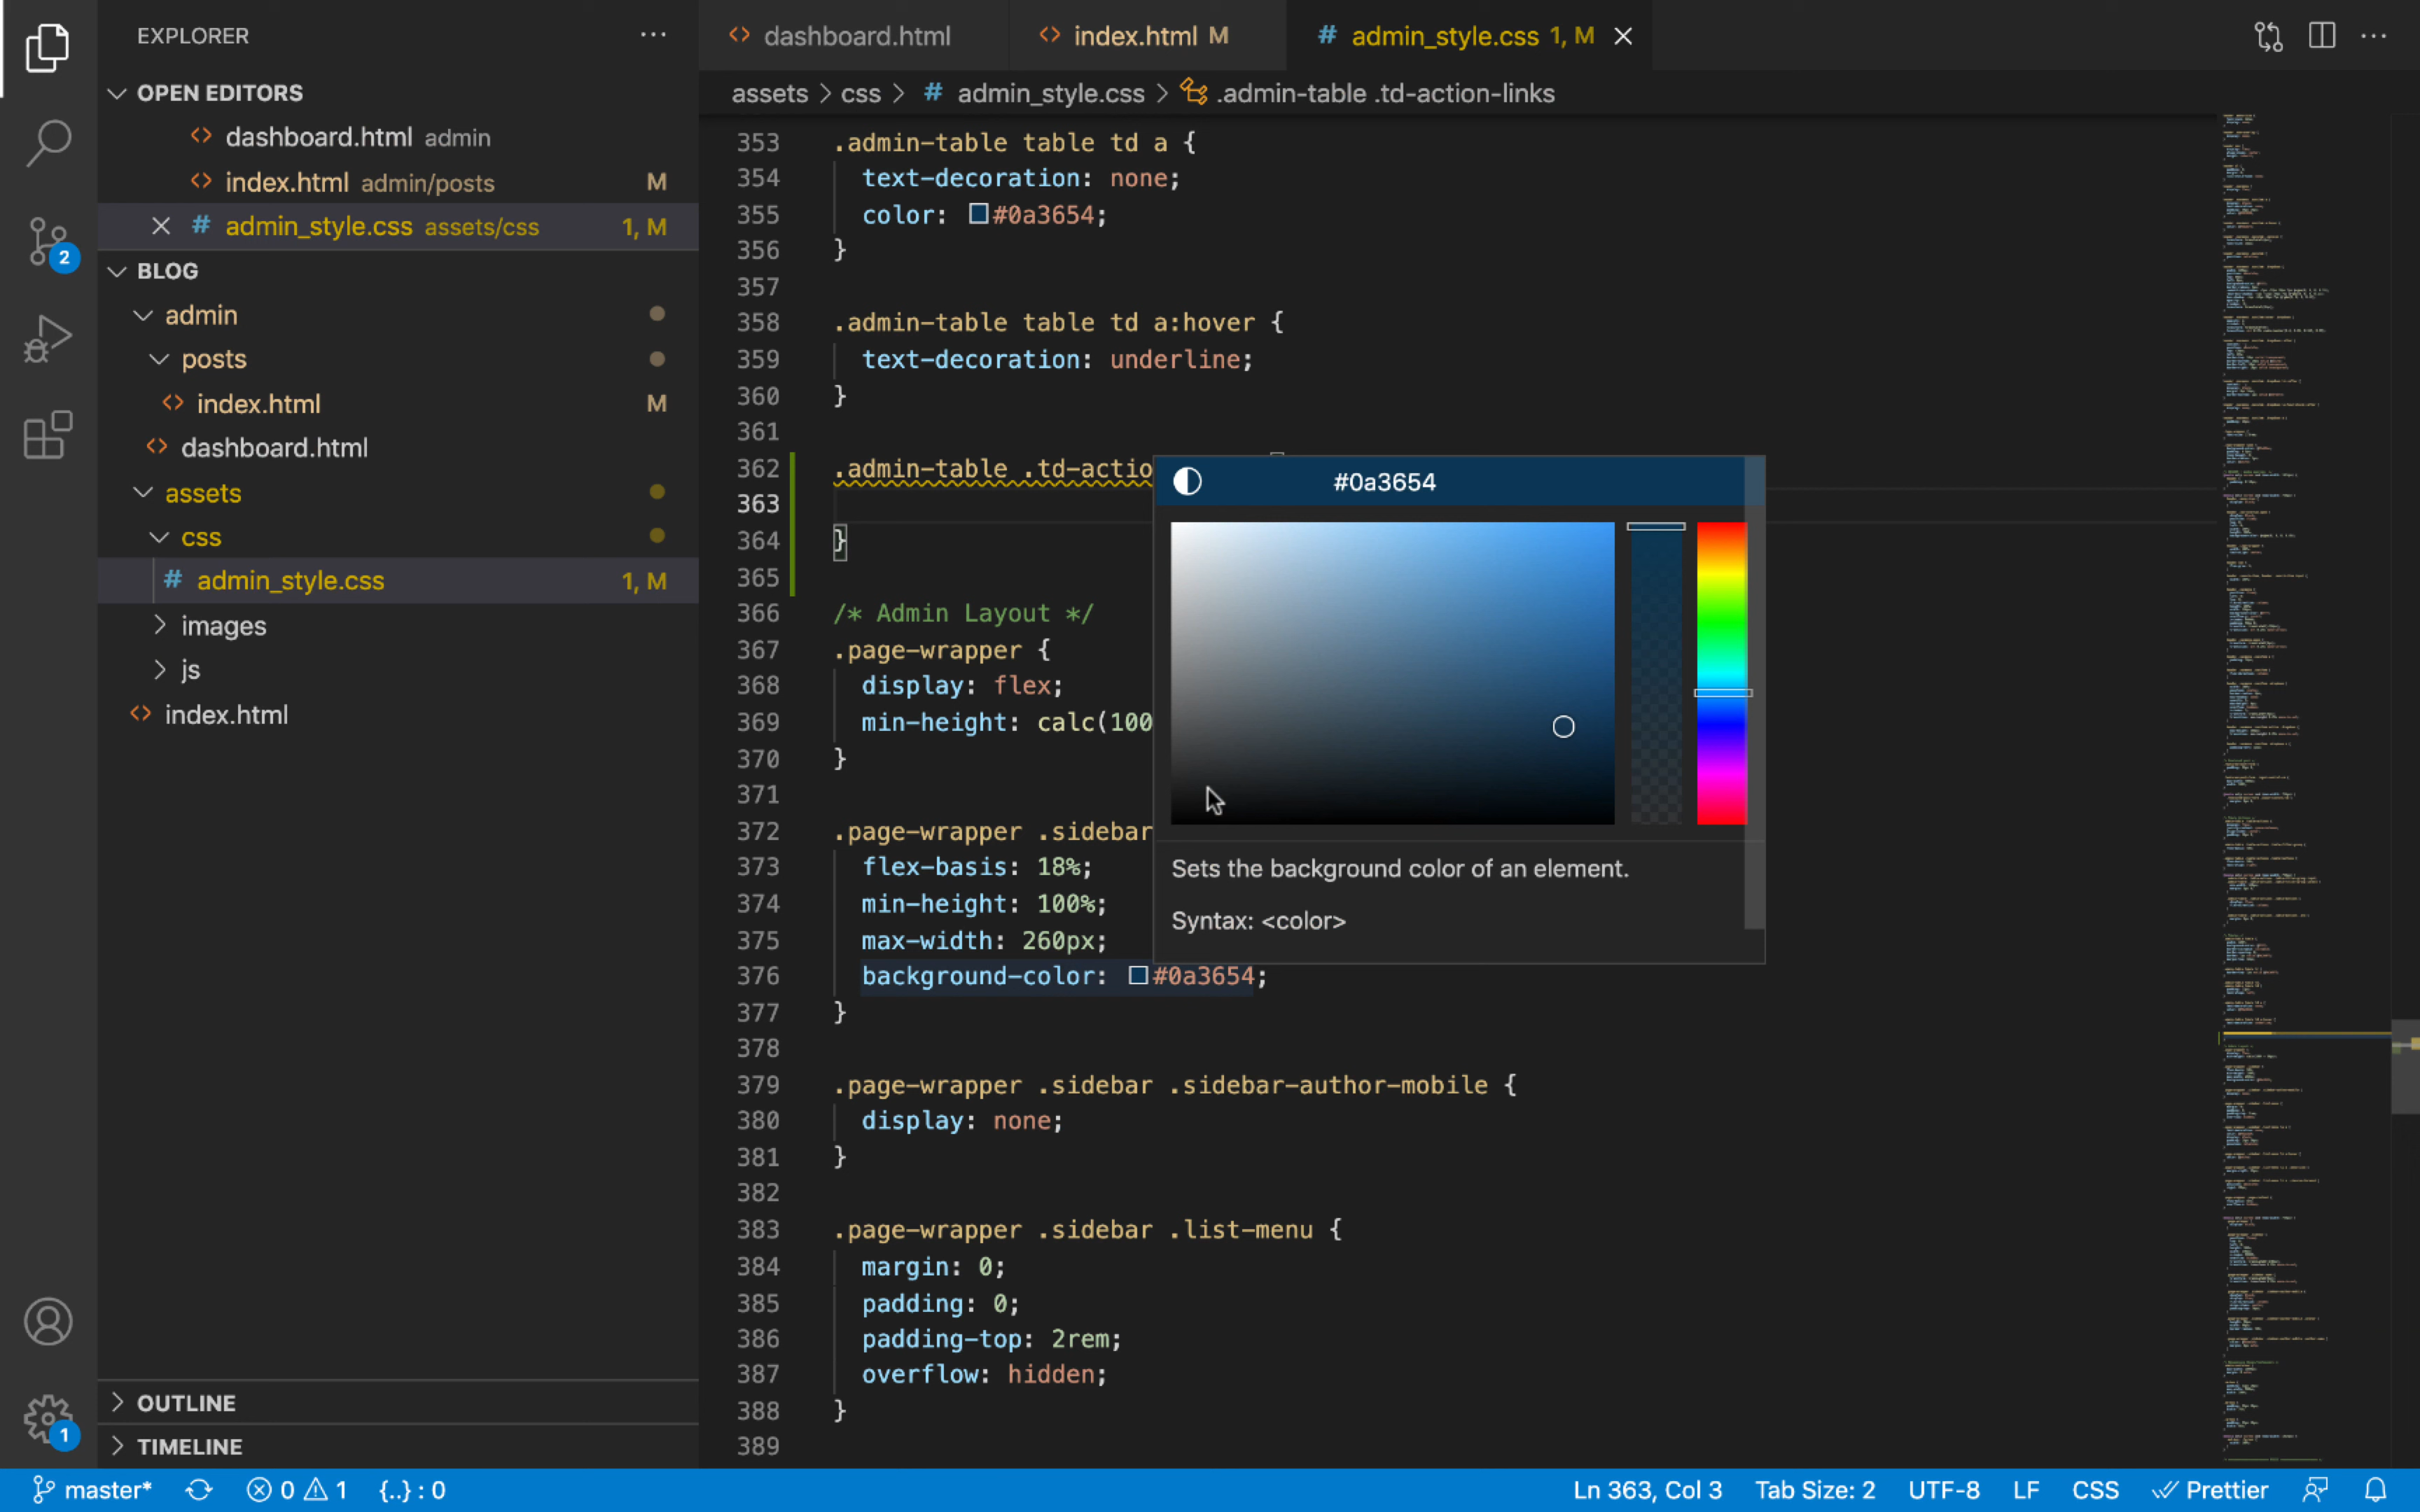 EXPLORER
OPEN EDITORS
dashboard.html admin
index.html admin/posts M
admin_style.css assets/css 1, M
BLOG
admin
posts
index.html M
dashboard.html
assets
css
admin_style.css 1, M
images
js
index.html
OUTLINE
TIMELINE
2
1
dashboard.html
index.html M
admin_style.css 1, M
assets > css > # admin_style.css > .admin-table .td-action-links
353 .admin-table table td a {
354 text-decoration: none;
355 color: #0a3654;
356 }
357
358 .admin-table table td a:hover {
359 text-decoration: underline;
360 }
361
362 .admin-table .td-actio
363
364 }
365
366 /* Admin Layout */
367 .page-wrapper {
368 display: flex;
369 min-height: calc(100
370 }
371
372 .page-wrapper .sidebar
373 flex-basis: 18%;
374 min-height: 100%;
375 max-width: 260px;
376 background-color: #0a3654;
377 }
378
379 .page-wrapper .sidebar .sidebar-author-mobile {
380 display: none;
381 }
382
383 .page-wrapper .sidebar .list-menu {
384 margin: 0;
385 padding: 0;
386 padding-top: 2rem;
387 overflow: hidden;
388 }
389
#0a3654
Sets the background color of an element.
Syntax: <color>
master* 0 1 {..} : 0 Ln 363, Col 3 Tab Size: 2 UTF-8 LF CSS Prettier